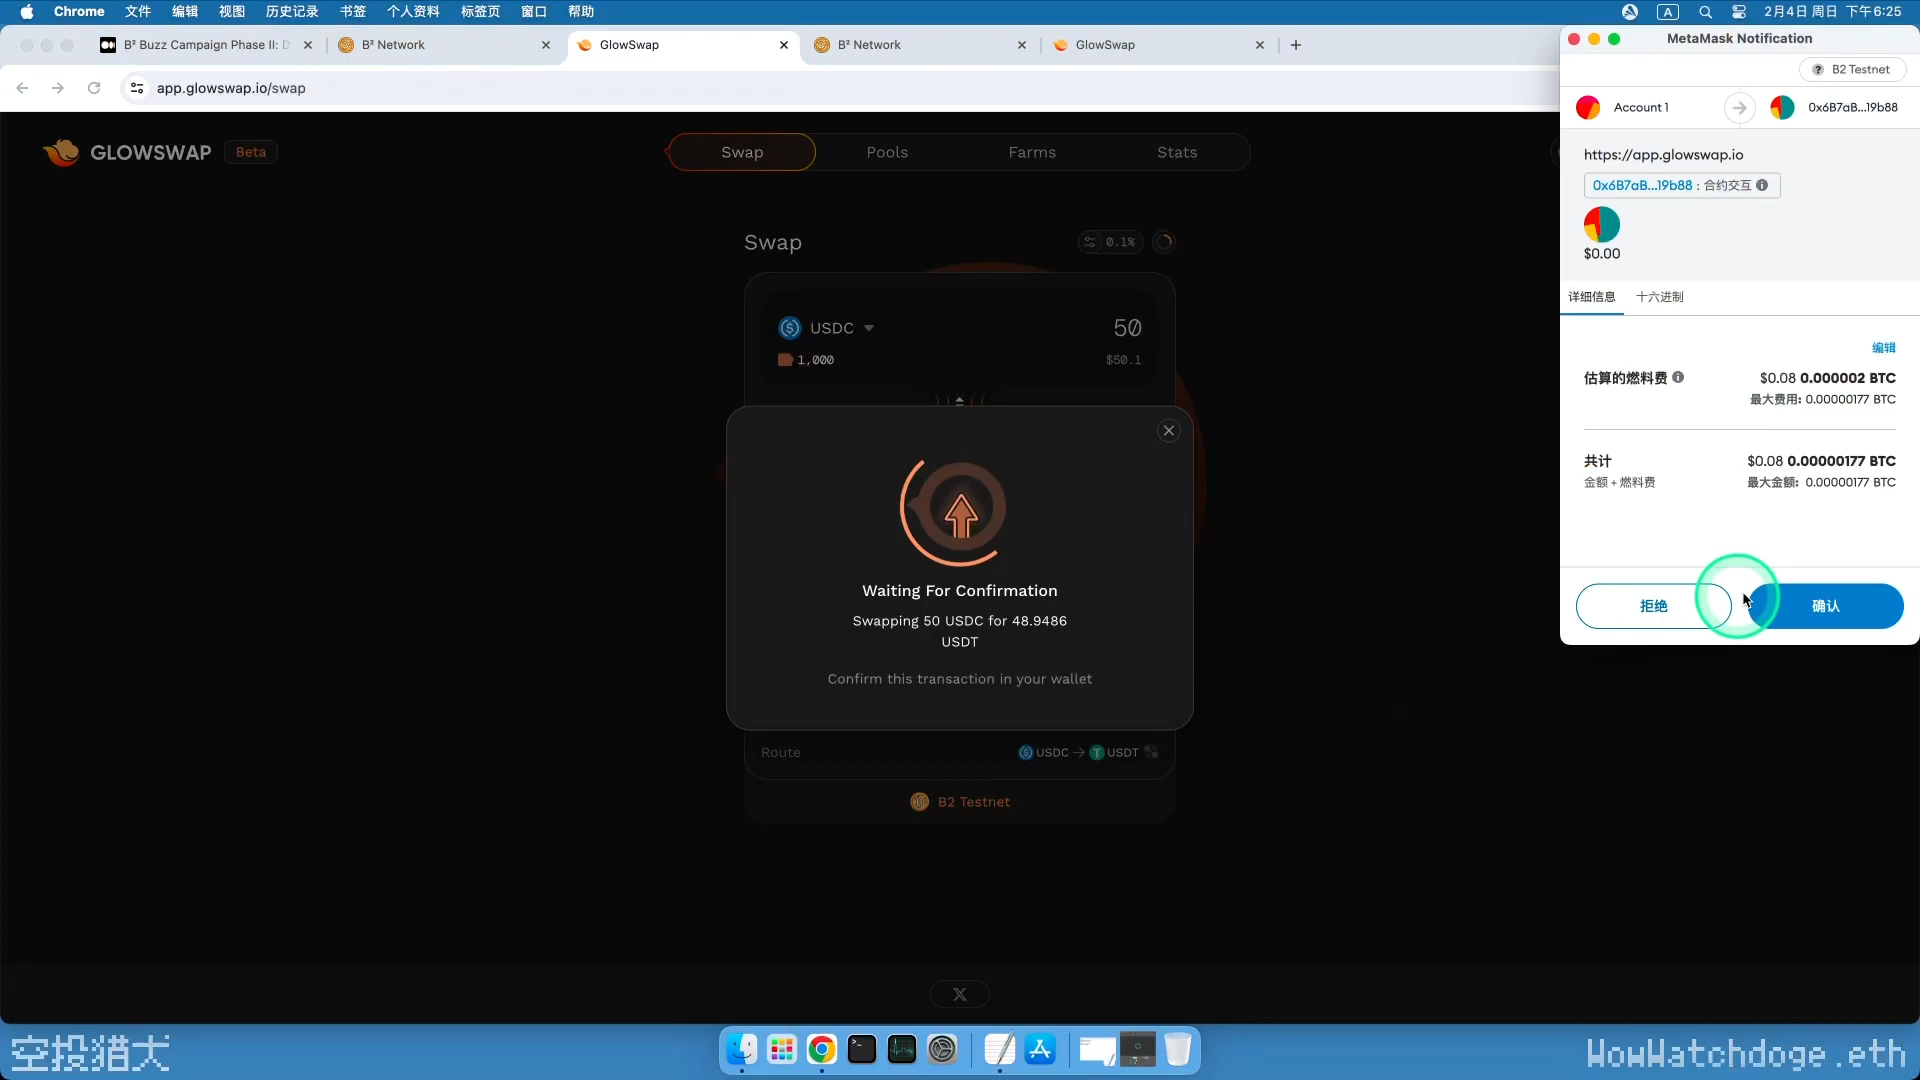 Chrome 文件 编辑 视图 历史记录 书签 个人资料 标签页 窗口 帮助
A 2月4日 周日 下午6:25
B² Buzz Campaign Phase II: D
B² Network
GlowSwap
B² Network
GlowSwap
app.glowswap.io/swap
GLOWSWAP Beta
Swap Pools Farms Stats
Swap 0.1%
USDC 50
1,000 $50.1
Waiting For Confirmation
Swapping 50 USDC for 48.9486
USDT
Confirm this transaction in your wallet
Route USDC → USDT
B2 Testnet
MetaMask Notification
B2 Testnet
Account 1 0x6B7aB...19b88
https://app.glowswap.io
0x6B7aB...19b88 : 合约交互
$0.00
详细信息 十六进制
编辑
估算的燃料费 $0.08 0.000002 BTC
最大费用: 0.00000177 BTC
共计 $0.08 0.00000177 BTC
金额 + 燃料费 最大金额: 0.00000177 BTC
拒绝 确认
空投猎犬
WowWatchdoge.eth